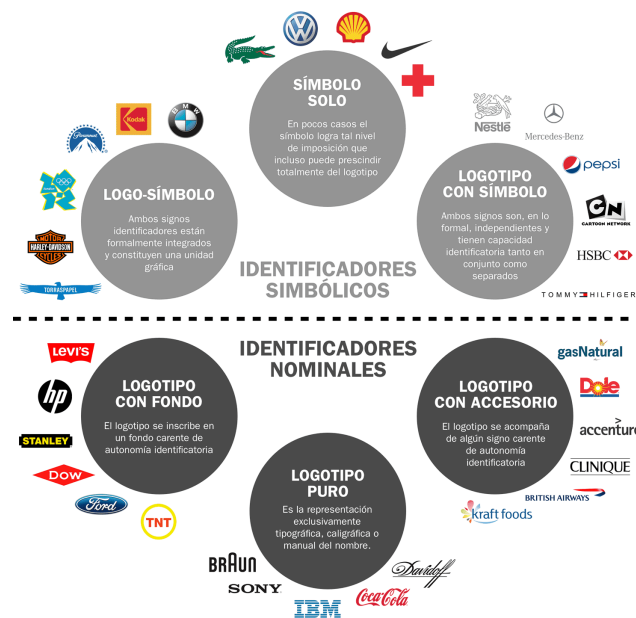 SÍMBOLO
SOLO
En pocos casos el
símbolo logra tal nivel
de imposición que
incluso puede prescindir
totalmente del logotipo
Paramount
Kodak
BMW
london
HARLEY-DAVIDSON
TORRASPAPEL
LOGO-SÍMBOLO
Ambos signos
identificadores están
formalmente integrados
y constituyen una unidad
gráfica
Nestlé
Mercedes-Benz
pepsi
CN
CARTOON NETWORK
HSBC
TOMMY HILFIGER
LOGOTIPO
CON SÍMBOLO
Ambos signos son, en lo
formal, independientes y
tienen capacidad
identificatoria tanto en
conjunto como
separados
IDENTIFICADORES
SIMBÓLICOS
IDENTIFICADORES
NOMINALES
LEVI'S
hp
STANLEY
DOW
Ford
TNT
LOGOTIPO
CON FONDO
El logotipo se inscribe en
un fondo carente de
autonomía identificatoria
LOGOTIPO
CON ACCESORIO
El logotipo se acompaña
de algún signo carente
de autonomía
identificatoria
gasNatural
Dole
accenture
CLINIQUE
BRITISH AIRWAYS
kraft foods
LOGOTIPO
PURO
Es la representación
exclusivamente
tipográfica, caligráfica o
manual del nombre.
BRAUN
SONY
IBM
Coca-Cola
Davidoff